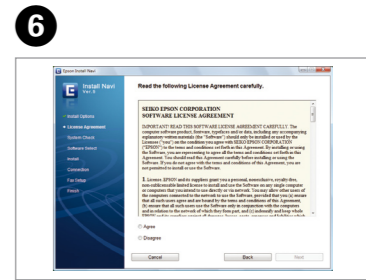 6
Epson Install Navi
Install Navi
Ver.
Read the following License Agreement carefully.
Install Options
License Agreement
System Check
Software Select
Install
Connection
Fax Setup
Enroll
SEIKO EPSON CORPORATION
SOFTWARE LICENSE AGREEMENT
IMPORTANT! READ THIS SOFTWARE LICENSE AGREEMENT CAREFULLY. The
computer software product, fontware, typefaces and/or data, including any accompanying
explanatory written materials (the "Software") should only be installed or used by the
Licensee ("you") on the condition you agree with SEIKO EPSON CORPORATION
("EPSON") to the terms and conditions set forth in this Agreement. By installing or using
the Software, you are representing to agree all the terms and conditions set forth in this
Agreement. You should read this Agreement carefully before installing or using the
Software. If you do not agree with the terms and conditions of this Agreement, you are
not permitted to install or use the Software.
1. License. EPSON and its suppliers grant you a personal, nonexclusive, royalty-free,
non-sublicensable limited license to install and use the Software on any single computer
or computers that you intend to use directly or via network. You may allow other users of
the computers connected to the network to use the Software, provided that you (a) ensure
that all such users agree and are bound by the terms and conditions of this Agreement,
(b) ensure that all such users use the Software only in conjunction with the computers
and in relation to the network of which they form part, and (c) indemnify and keep whole
Agree
Disagree
Cancel
Back
Next